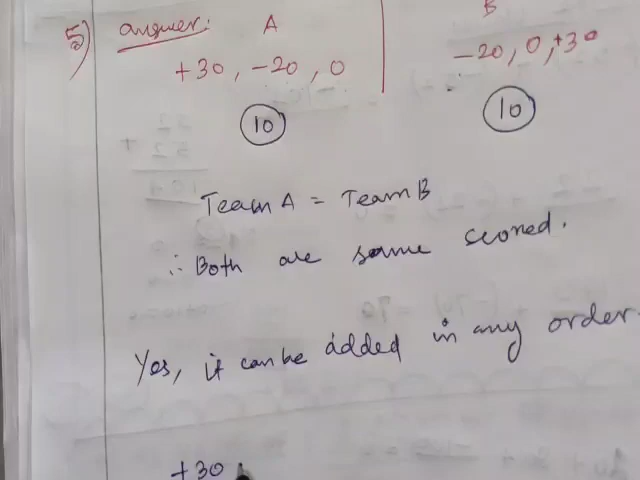 5) answer: A B
+30, -20, 0 -20, 0, +30
10 10
Team A = Team B
∴ Both are same scored.
Yes, it can be added in any order.
+30